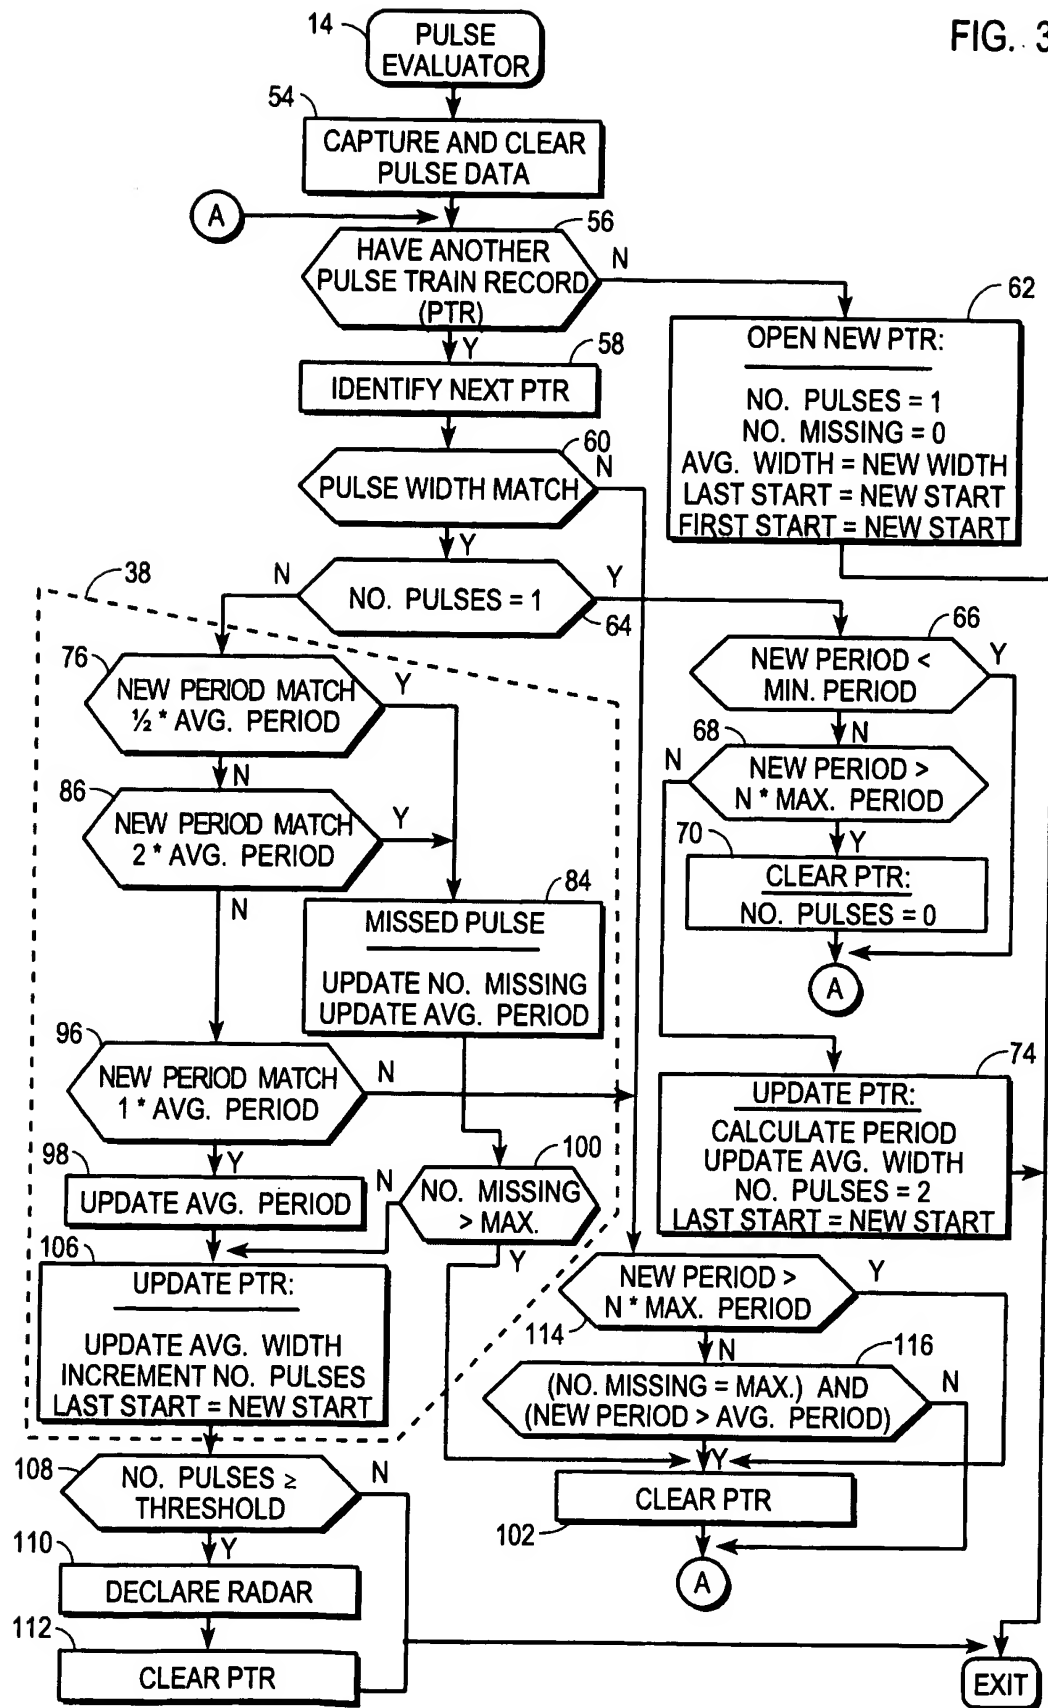 FIG. 3
14
PULSE
EVALUATOR
54
CAPTURE AND CLEAR
PULSE DATA
A
56
HAVE ANOTHER
PULSE TRAIN RECORD
(PTR)
N
Y
62
OPEN NEW PTR:
NO. PULSES = 1
NO. MISSING = 0
AVG. WIDTH = NEW WIDTH
LAST START = NEW START
FIRST START = NEW START
58
IDENTIFY NEXT PTR
60
PULSE WIDTH MATCH
N
Y
38
N
NO. PULSES = 1
Y
64
66
NEW PERIOD <
MIN. PERIOD
Y
N
76
NEW PERIOD MATCH
½ * AVG. PERIOD
Y
N
68
N
NEW PERIOD >
N * MAX. PERIOD
Y
86
NEW PERIOD MATCH
2 * AVG. PERIOD
Y
N
70
CLEAR PTR:
NO. PULSES = 0
A
84
MISSED PULSE
UPDATE NO. MISSING
UPDATE AVG. PERIOD
96
NEW PERIOD MATCH
1 * AVG. PERIOD
N
Y
74
UPDATE PTR:
CALCULATE PERIOD
UPDATE AVG. WIDTH
NO. PULSES = 2
LAST START = NEW START
98
UPDATE AVG. PERIOD
100
N
NO. MISSING
> MAX.
Y
106
UPDATE PTR:
UPDATE AVG. WIDTH
INCREMENT NO. PULSES
LAST START = NEW START
NEW PERIOD >
N * MAX. PERIOD
Y
114
N
116
(NO. MISSING = MAX.) AND
(NEW PERIOD > AVG. PERIOD)
N
Y
108
NO. PULSES ≥
THRESHOLD
N
Y
CLEAR PTR
102
A
110
DECLARE RADAR
112
CLEAR PTR
EXIT